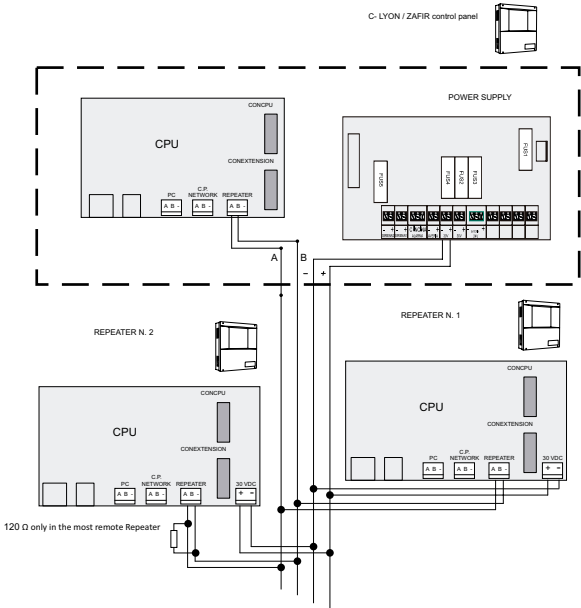 C- LYON / ZAFIR control panel
POWER SUPPLY
CONCPU
CPU
CONEXTENSION
PC
C.P.
NETWORK
REPEATER
A B -
A B -
A B -
FUS5
FUS4
FUS2
FUS3
FUS1
A
B
−
+
REPEATER N. 2
REPEATER N. 1
CONCPU
CPU
CONEXTENSION
PC
C.P.
NETWORK
REPEATER
30 VDC
A B -
A B -
A B -
+ −
CONCPU
CPU
CONEXTENSION
PC
C.P.
NETWORK
REPEATER
30 VDC
A B -
A B -
A B -
+ −
120 Ω only in the most remote Repeater